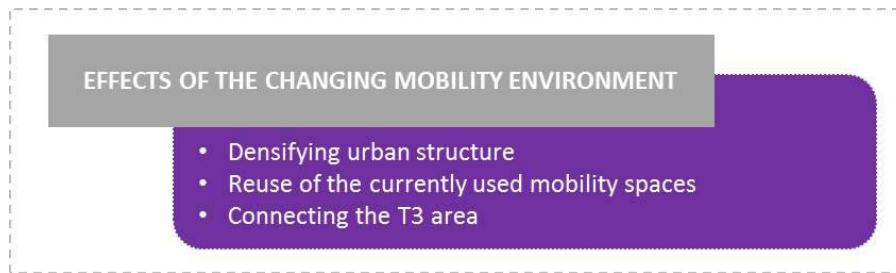 EFFECTS OF THE CHANGING MOBILITY ENVIRONMENT
• Densifying urban structure
• Reuse of the currently used mobility spaces
• Connecting the T3 area